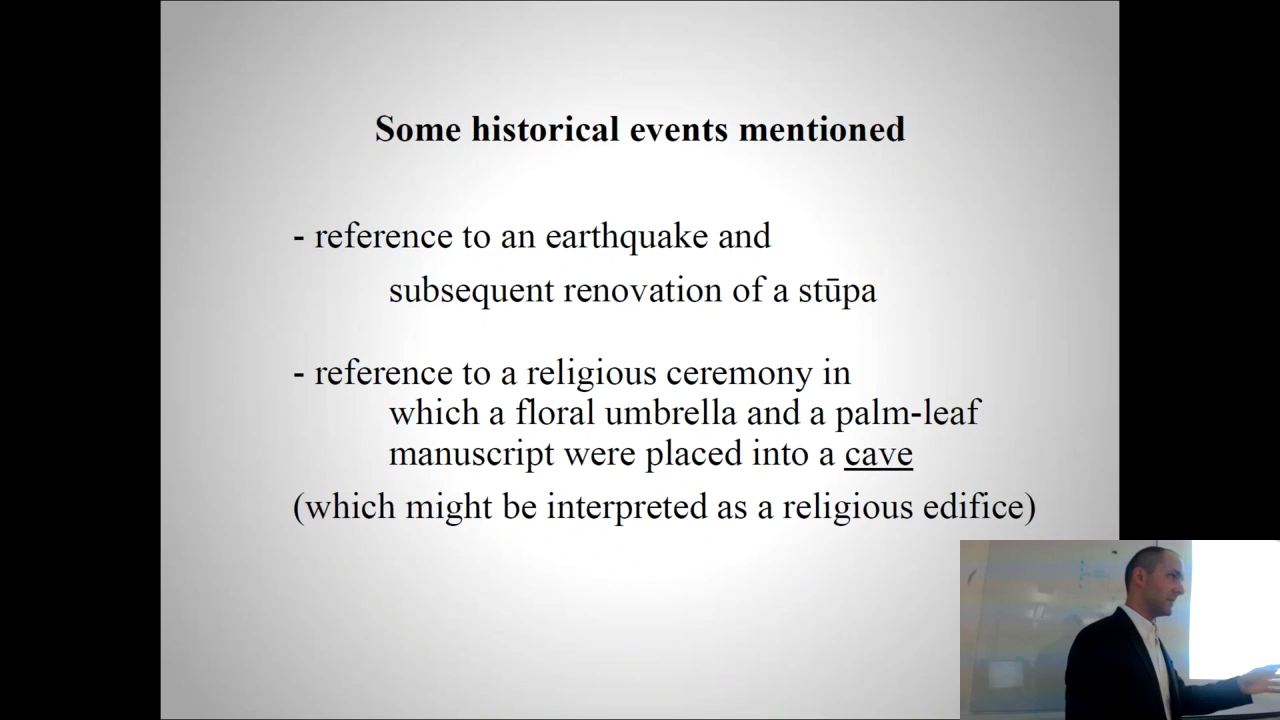 Some historical events mentioned
- reference to an earthquake and
subsequent renovation of a stūpa
- reference to a religious ceremony in
which a floral umbrella and a palm-leaf
manuscript were placed into a cave
(which might be interpreted as a religious edifice)